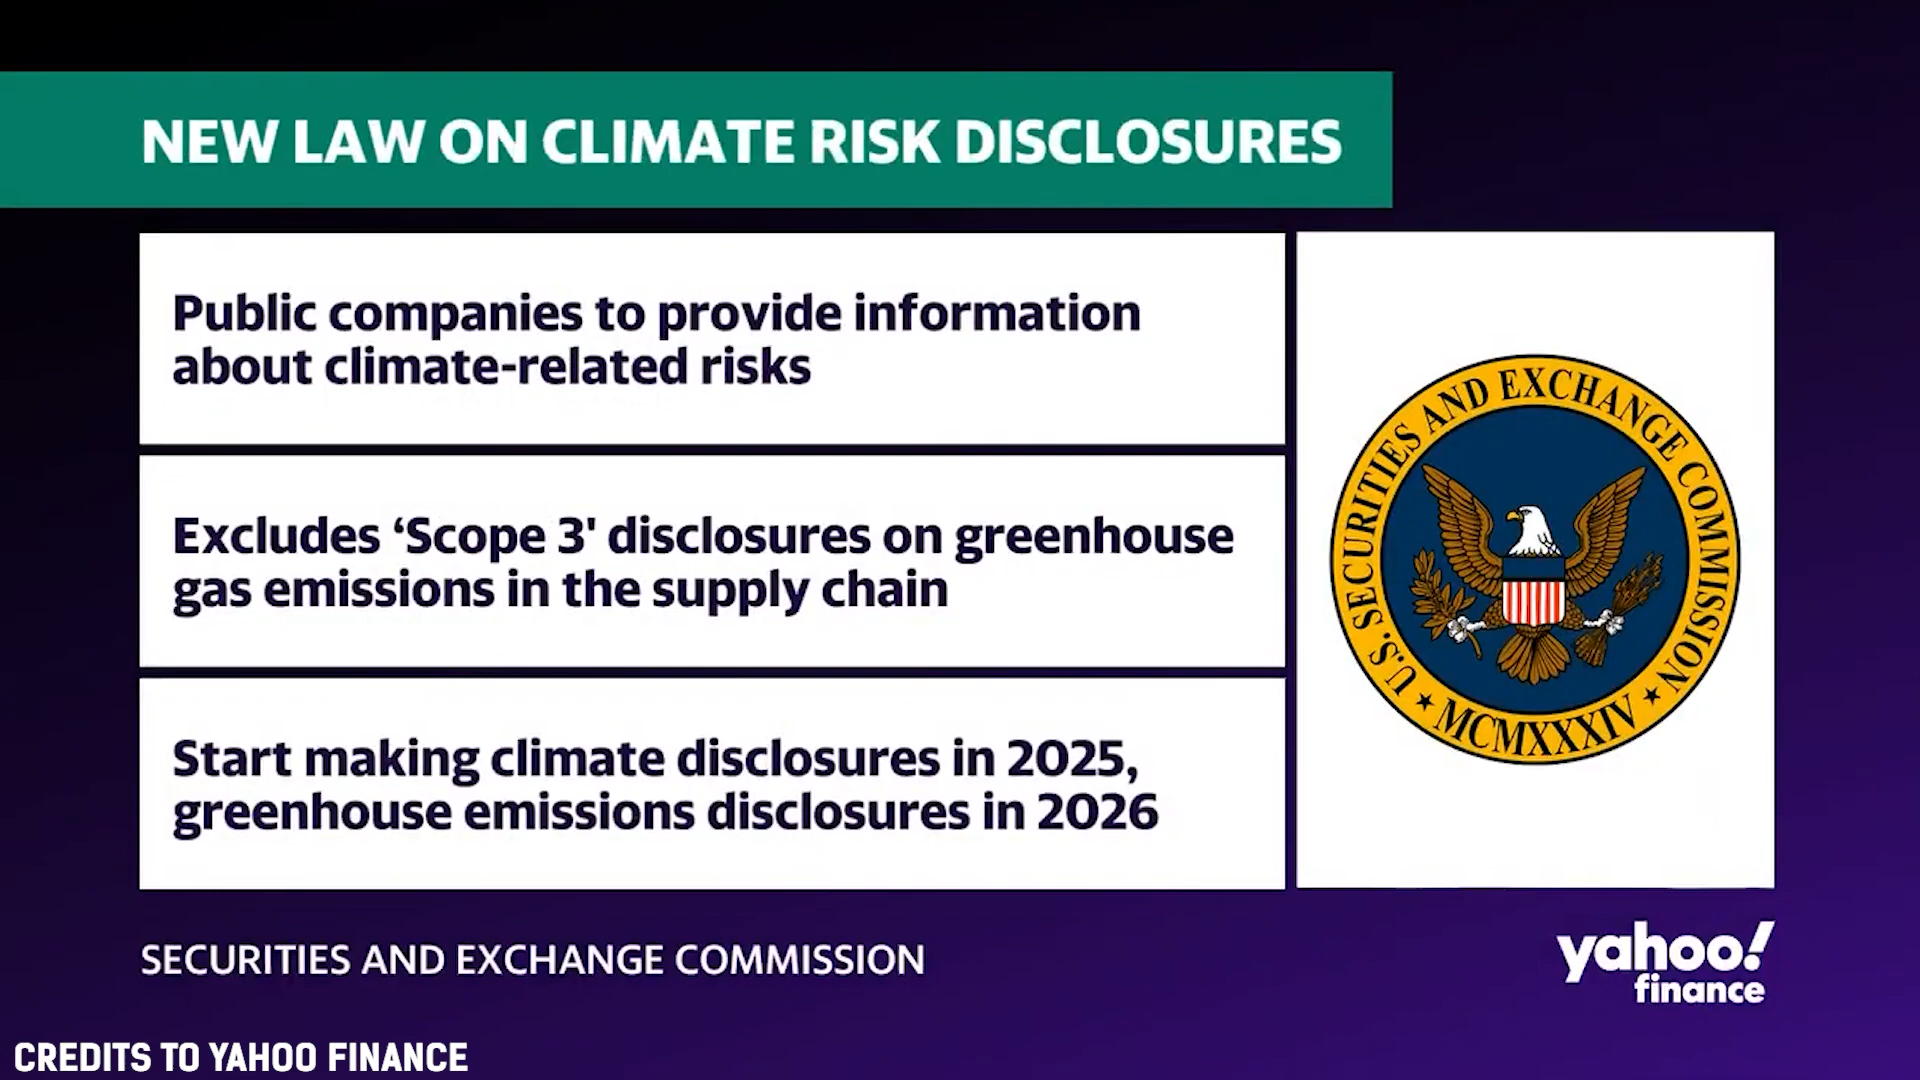 NEW LAW ON CLIMATE RISK DISCLOSURES
Public companies to provide information
about climate-related risks
Excludes ‘Scope 3' disclosures on greenhouse
gas emissions in the supply chain
Start making climate disclosures in 2025,
greenhouse emissions disclosures in 2026
U.S. SECURITIES AND EXCHANGE COMMISSION
MCMXXXIV
SECURITIES AND EXCHANGE COMMISSION
yahoo!
finance
CREDITS TO YAHOO FINANCE